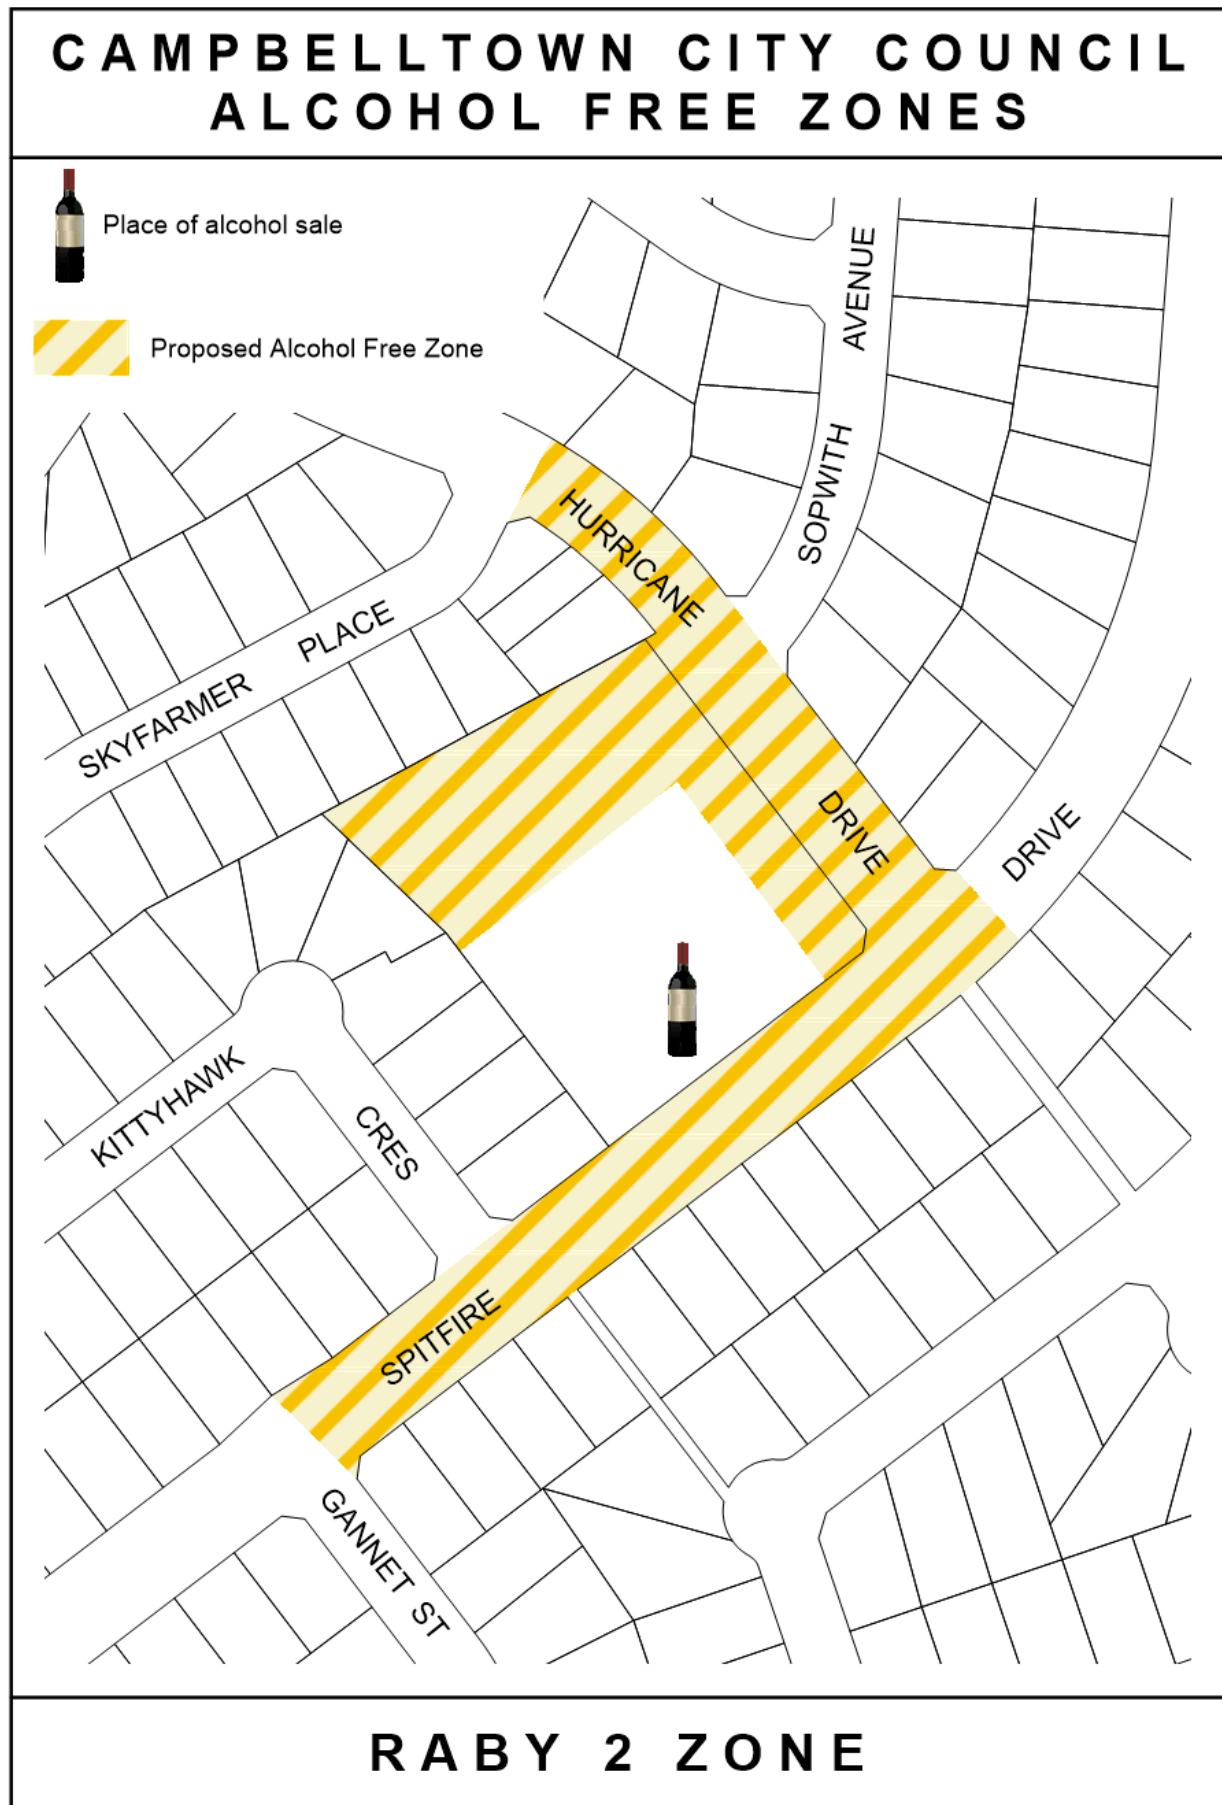 CAMPBELLTOWN CITY COUNCIL
ALCOHOL FREE ZONES
Place of alcohol sale
Proposed Alcohol Free Zone
AVENUE
SOPWITH
HURRICANE
SKYFARMER PLACE
DRIVE
DRIVE
KITTYHAWK
CRES
SPITFIRE
GANNET ST
RABY 2 ZONE